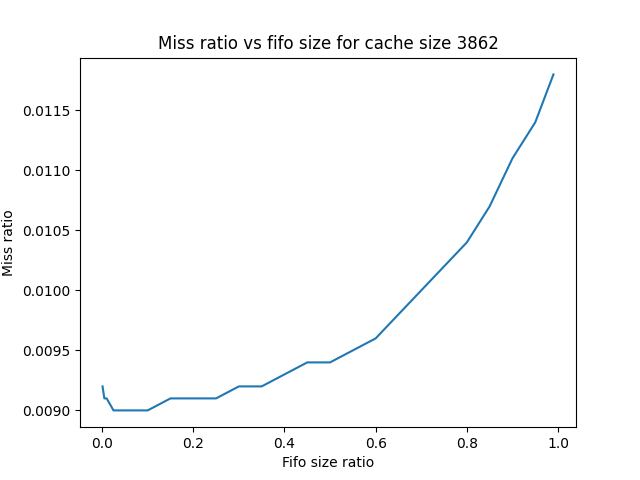 Miss ratio vs fifo size for cache size 3862
Miss ratio
0.0115
0.0110
0.0105
0.0100
0.0095
0.0090
0.0 0.2 0.4 0.6 0.8 1.0
Fifo size ratio